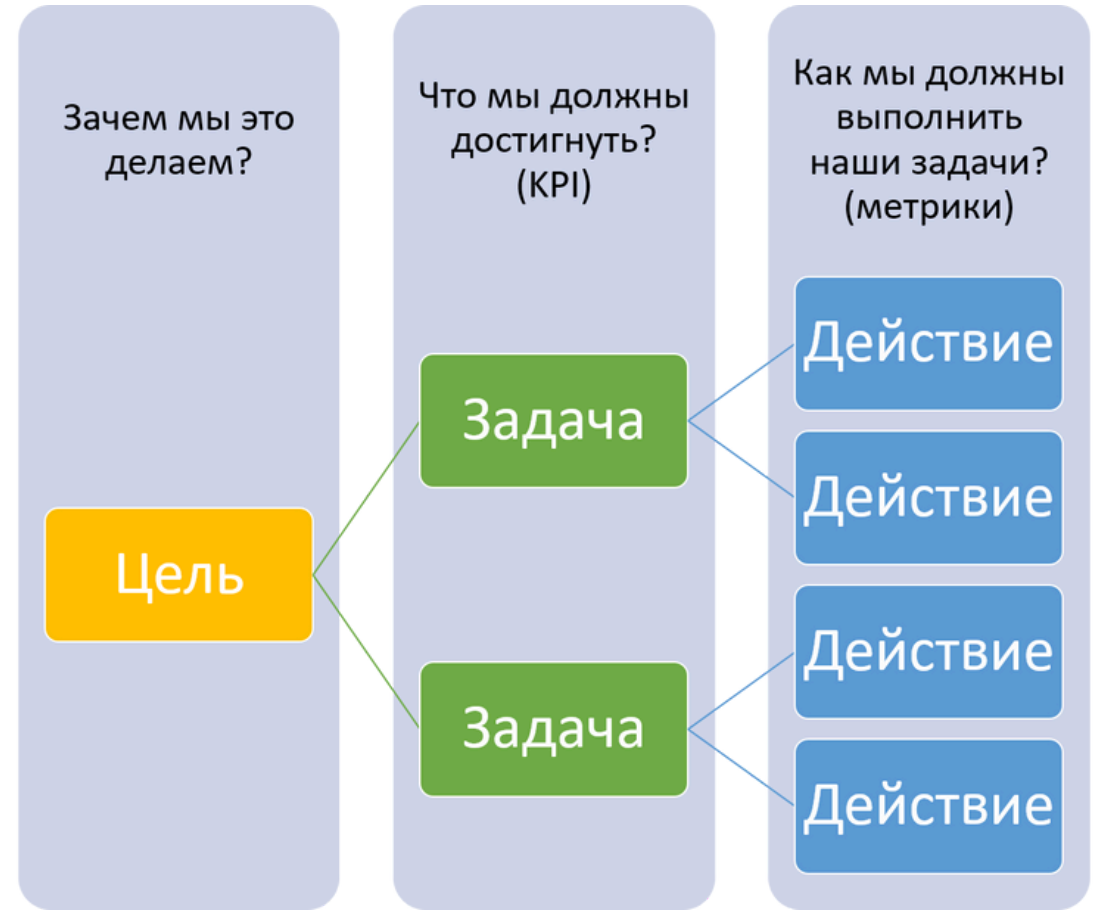 Зачем мы это
делаем?
Что мы должны
достигнуть?
(KPI)
Как мы должны
выполнить
наши задачи?
(метрики)
Цель
Задача
Задача
Действие
Действие
Действие
Действие